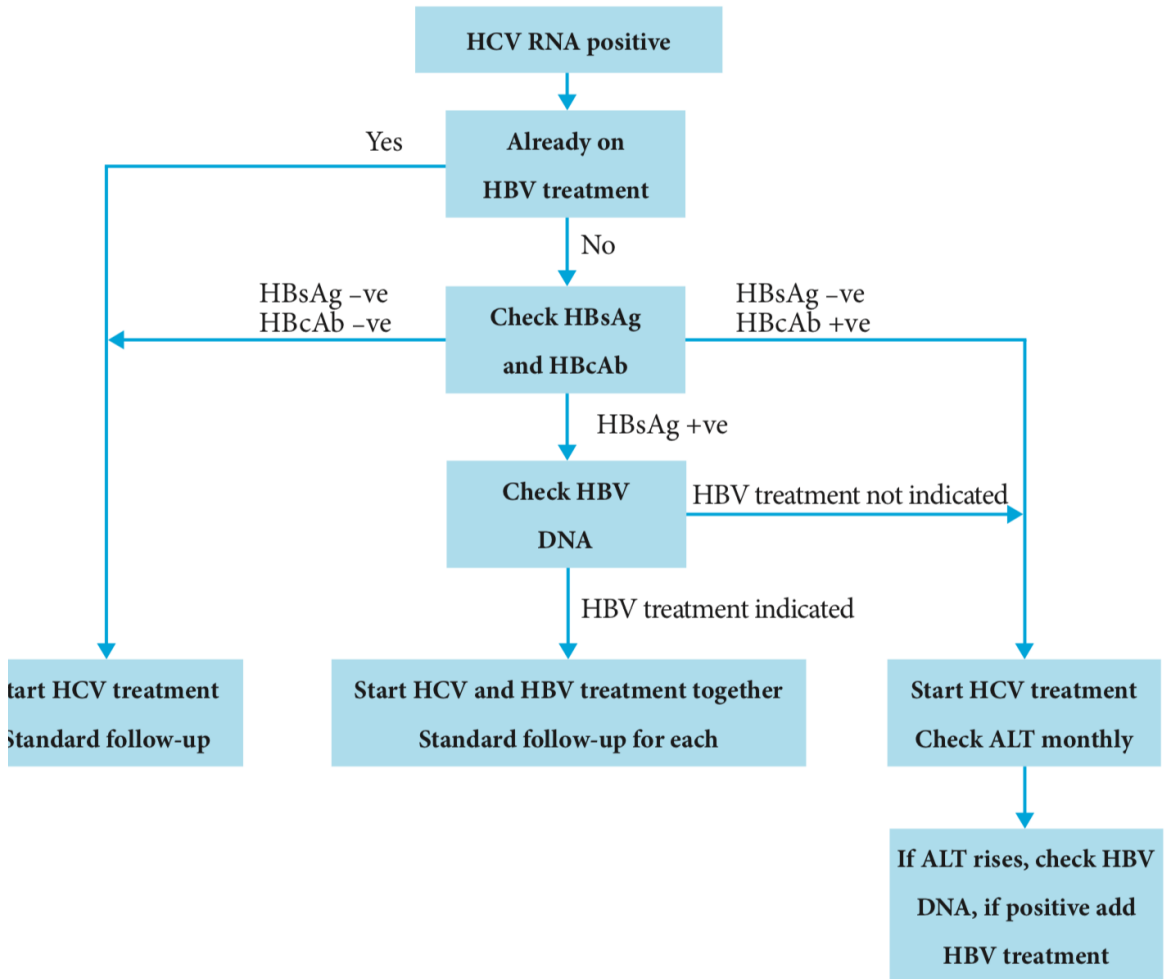 HCV RNA positive
Yes
Already on
HBV treatment
No
HBsAg –ve
HBcAb –ve
Check HBsAg
and HBcAb
HBsAg –ve
HBcAb +ve
HBsAg +ve
Check HBV
DNA
HBV treatment not indicated
HBV treatment indicated
tart HCV treatment
Standard follow-up
Start HCV and HBV treatment together
Standard follow-up for each
Start HCV treatment
Check ALT monthly
If ALT rises, check HBV
DNA, if positive add
HBV treatment